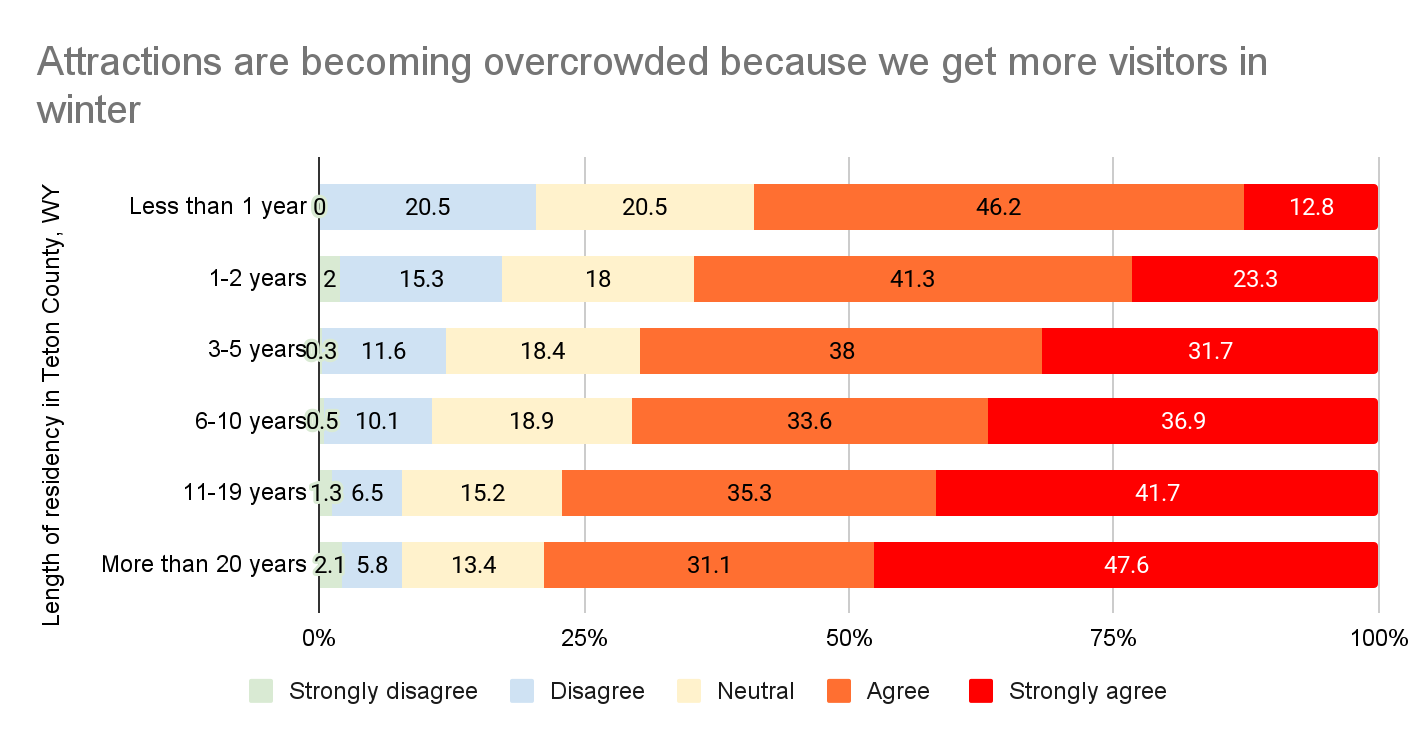 Attractions are becoming overcrowded because we get more visitors in
winter
Length of residency in Teton County, WY
Less than 1 year 0 20.5 20.5 46.2 12.8
1-2 years 2 15.3 18 41.3 23.3
3-5 years 0.3 11.6 18.4 38 31.7
6-10 years 0.5 10.1 18.9 33.6 36.9
11-19 years 1.3 6.5 15.2 35.3 41.7
More than 20 years 2.1 5.8 13.4 31.1 47.6
0% 25% 50% 75% 100%
Strongly disagree Disagree Neutral Agree Strongly agree